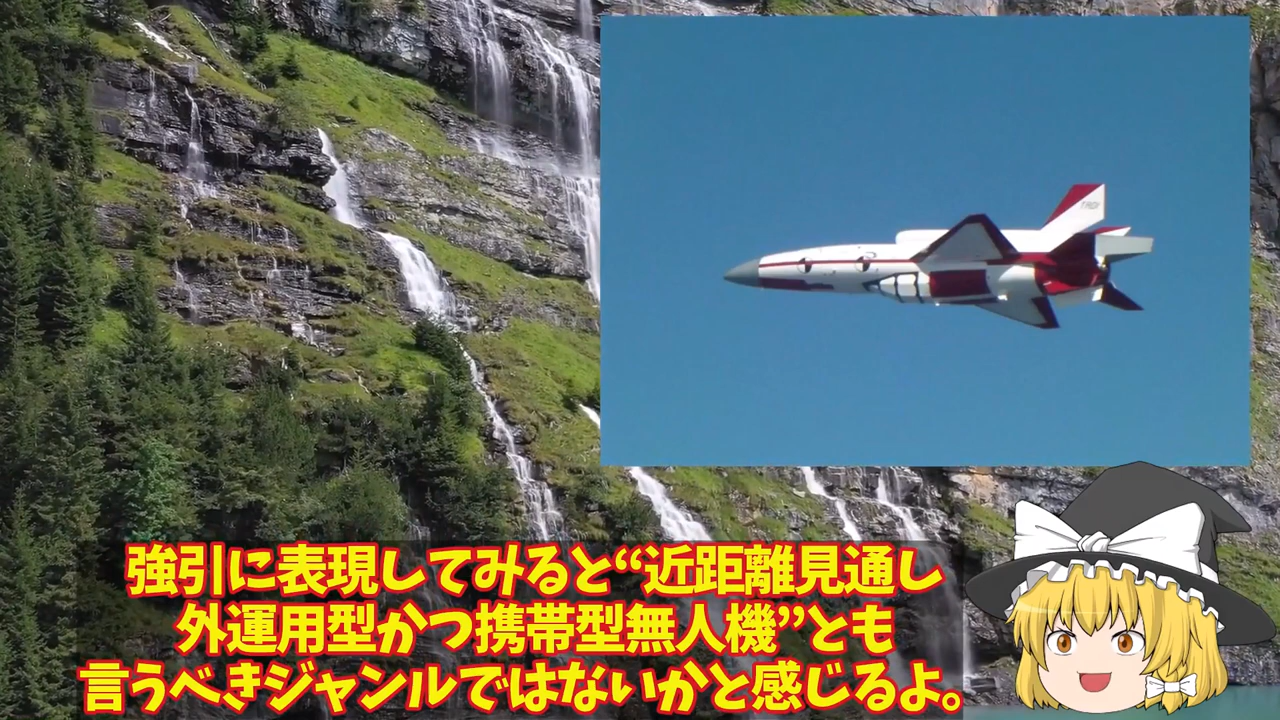 TRDI
強引に表現してみると“近距離見通し
外運用型かつ携帯型無人機”とも
言うべきジャンルではないかと感じるよ。